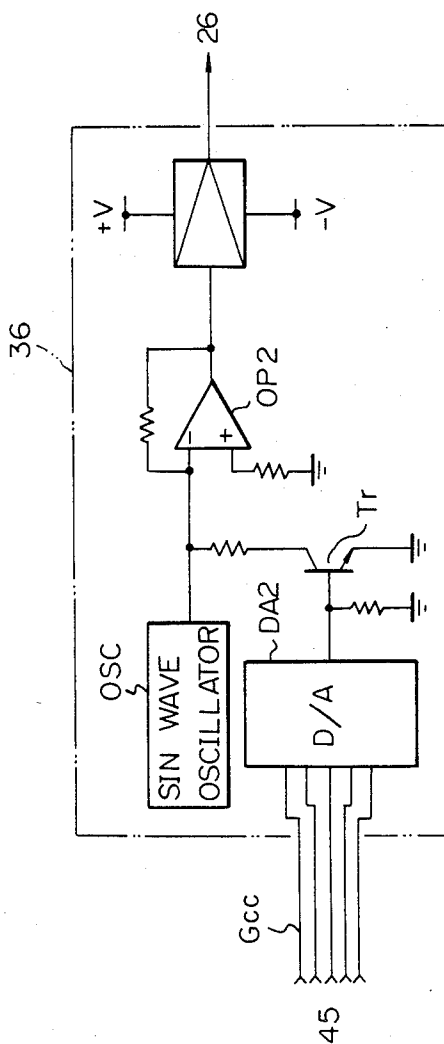 36
OSC
SIN WAVE
OSCILLATOR
+V
-V
26
-
+
OP2
DA2
D/A
Tr
Gcc
45